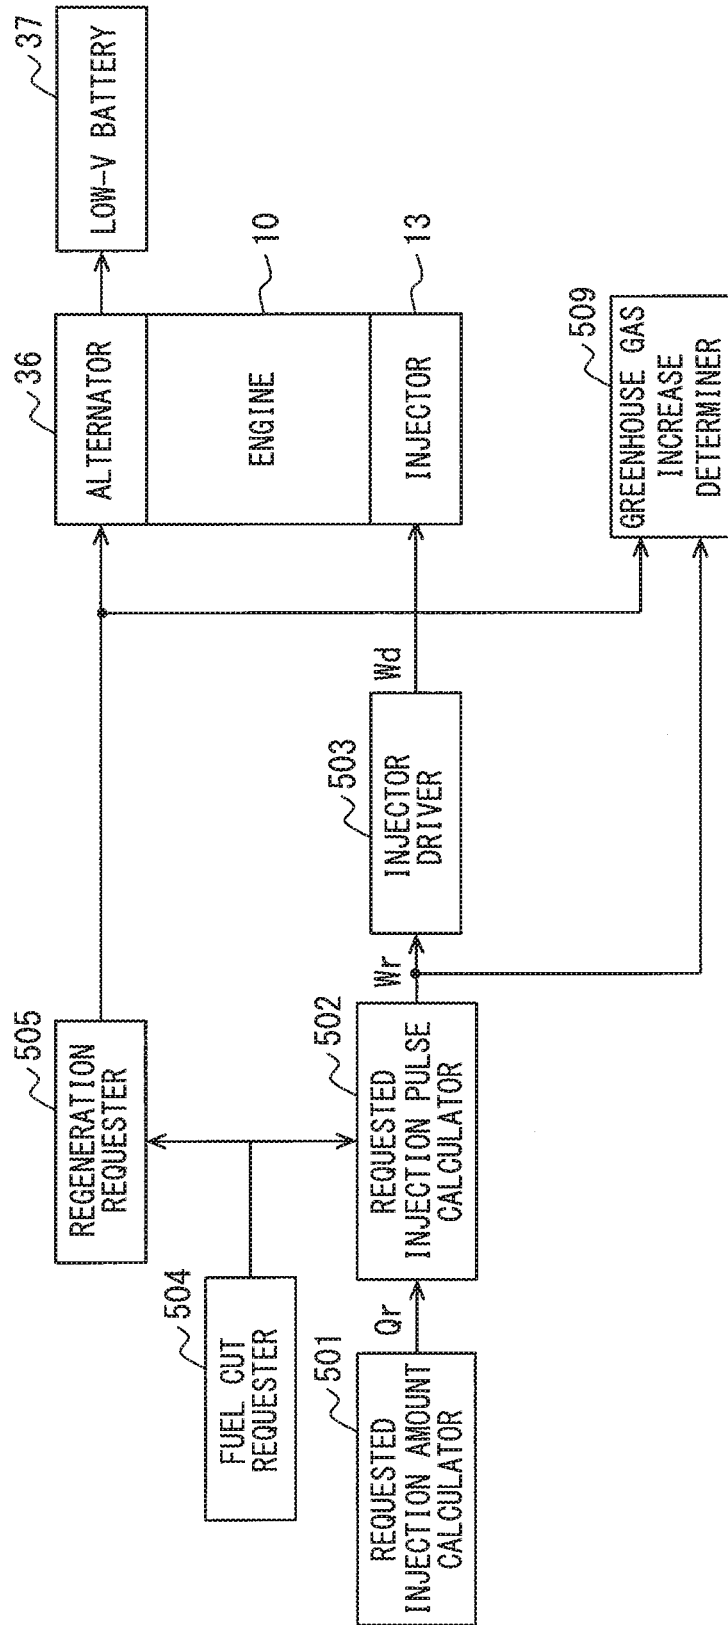 501
REQUESTED
INJECTION AMOUNT
CALCULATOR
Qr
504
FUEL CUT
REQUESTER
505
REGENERATION
REQUESTER
502
REQUESTED
INJECTION PULSE
CALCULATOR
Wr
503
INJECTOR
DRIVER
Wd
36
ALTERNATOR
ENGINE
10
INJECTOR
13
37
LOW-V BATTERY
509
GREENHOUSE GAS
INCREASE
DETERMINER